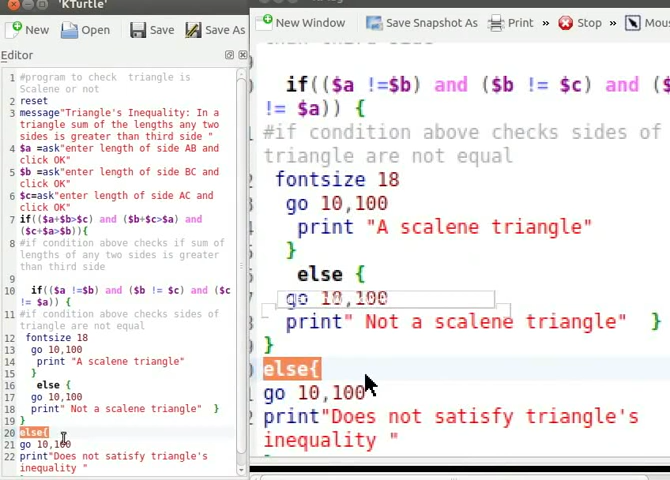 'KTurtle'
New
Open
Save
Save As
Editor
1 #program to check triangle is
Scalene or not
2 reset
3 message"Triangle's Inequality: In a
triangle sum of the lengths any two
sides is greater than third side "
4 $a =ask"enter length of side AB and
click OK"
5 $b =ask"enter length of side BC and
click OK"
6 $c=ask"enter length of side AC and
click OK"
7 if(($a+$b>$c) and ($b+$c>$a) and
($c+$a>$b)){
8 #if condition above checks if sum of
lengths of any two sides is greater
than third side
9
10 if(($a !=$b) and ($b != $c) and ($c
!= $a)) {
11 #if condition above checks sides of
triangle are not equal
12 fontsize 18
13 go 10,100
14 print "A scalene triangle"
15 }
16 else {
17 go 10,100
18 print" Not a scalene triangle" }
19 }
20 else{
21 go 10,100
22 print"Does not satisfy triangle's
inequality "
New Window
Save Snapshot As
Print
»
Stop
»
if(($a !=$b) and ($b != $c) and ($
!= $a)) {
#if condition above checks sides of
triangle are not equal
fontsize 18
go 10,100
print "A scalene triangle"
}
else {
go 10,100
print" Not a scalene triangle" }
}
else{
go 10,100
print"Does not satisfy triangle's
inequality "